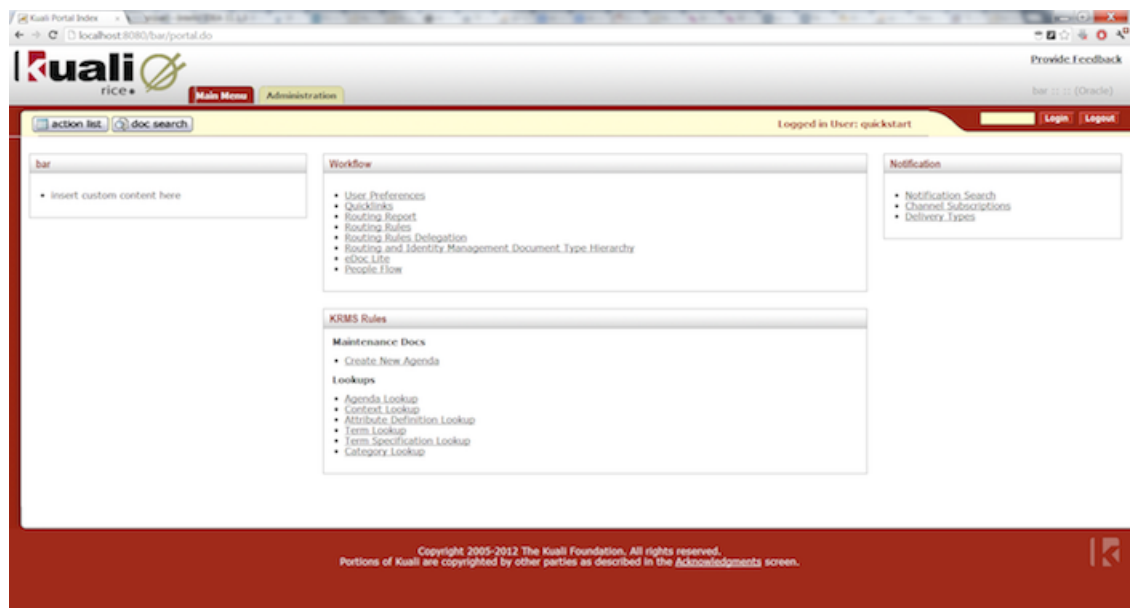 Kuali Portal Index
localhost:8080/bar/portal.do
kuali
rice
Provide Feedback
Main Menu
Administration
bar :: :: (Oracle)
action list
doc search
Logged in User: quickstart
Login
Logout
bar
insert custom content here
Workflow
User Preferences
Quicklinks
Routing Report
Routing Rules
Routing Rules Delegation
Routing and Identity Management Document Type Hierarchy
eDoc Lite
People Flow
KRMS Rules
Maintenance Docs
Create New Agenda
Lookups
Agenda Lookup
Context Lookup
Attribute Definition Lookup
Term Lookup
Term Specification Lookup
Category Lookup
Notification
Notification Search
Channel Subscriptions
Delivery Types
Copyright 2005-2012 The Kuali Foundation. All rights reserved.
Portions of Kuali are copyrighted by other parties as described in the Acknowledgments screen.